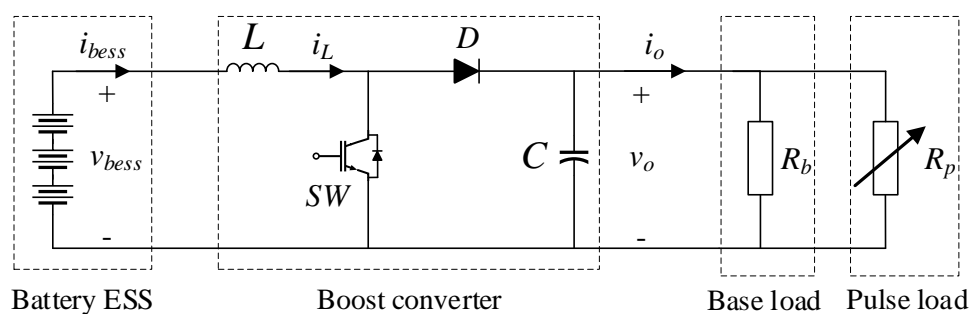 i_bess L i_L D i_o
+ +
v_bess SW C v_o R_b R_p
- -
Battery ESS Boost converter Base load Pulse load